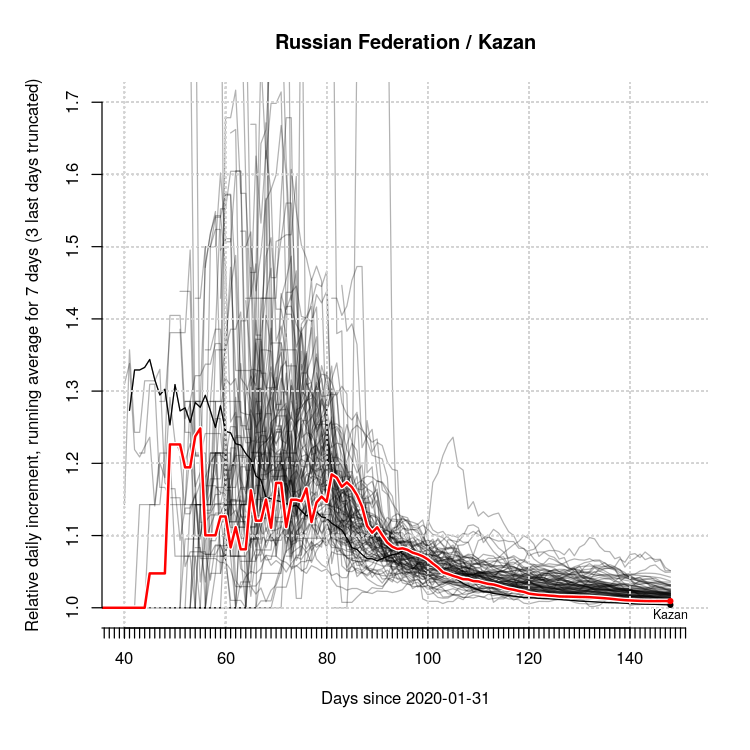 Russian Federation / Kazan
Relative daily increment, running average for 7 days (3 last days truncated)
1.7
1.6
1.5
1.4
1.3
1.2
1.1
1.0
Kazan
40 60 80 100 120 140
Days since 2020-01-31